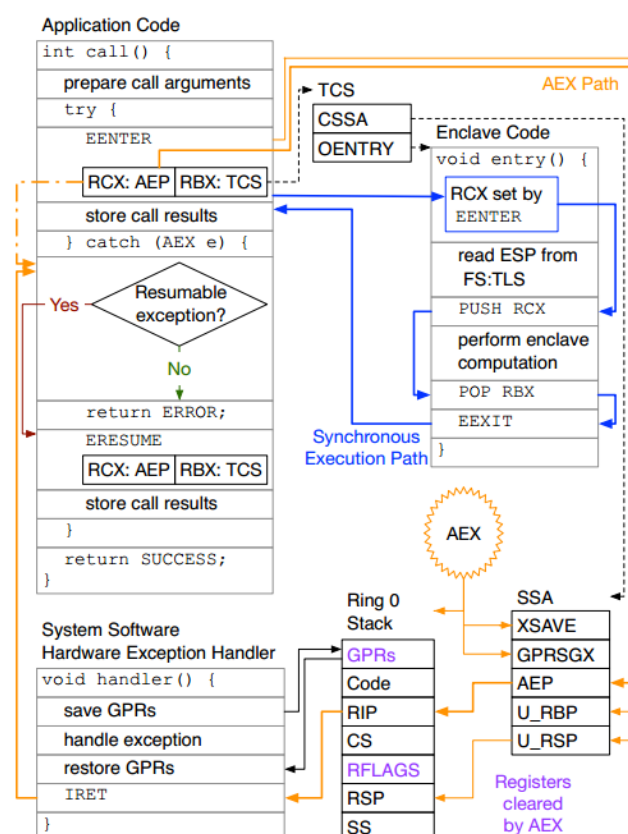 Application Code
int call() {
prepare call arguments
try {
EENTER
RCX: AEP RBX: TCS
store call results
} catch (AEX e) {
Resumable
exception?
Yes
No
return ERROR;
ERESUME
RCX: AEP RBX: TCS
store call results
}
return SUCCESS;
}
AEX Path
TCS
CSSA
OENTRY
Enclave Code
void entry() {
RCX set by
EENTER
read ESP from
FS:TLS
PUSH RCX
perform enclave
computation
POP RBX
EEXIT
}
Synchronous
Execution Path
AEX
SSA
XSAVE
GPRSGX
AEP
U_RBP
U_RSP
Ring 0
Stack
GPRs
Code
RIP
CS
RFLAGS
RSP
SS
Registers
cleared
by AEX
System Software
Hardware Exception Handler
void handler() {
save GPRs
handle exception
restore GPRs
IRET
}